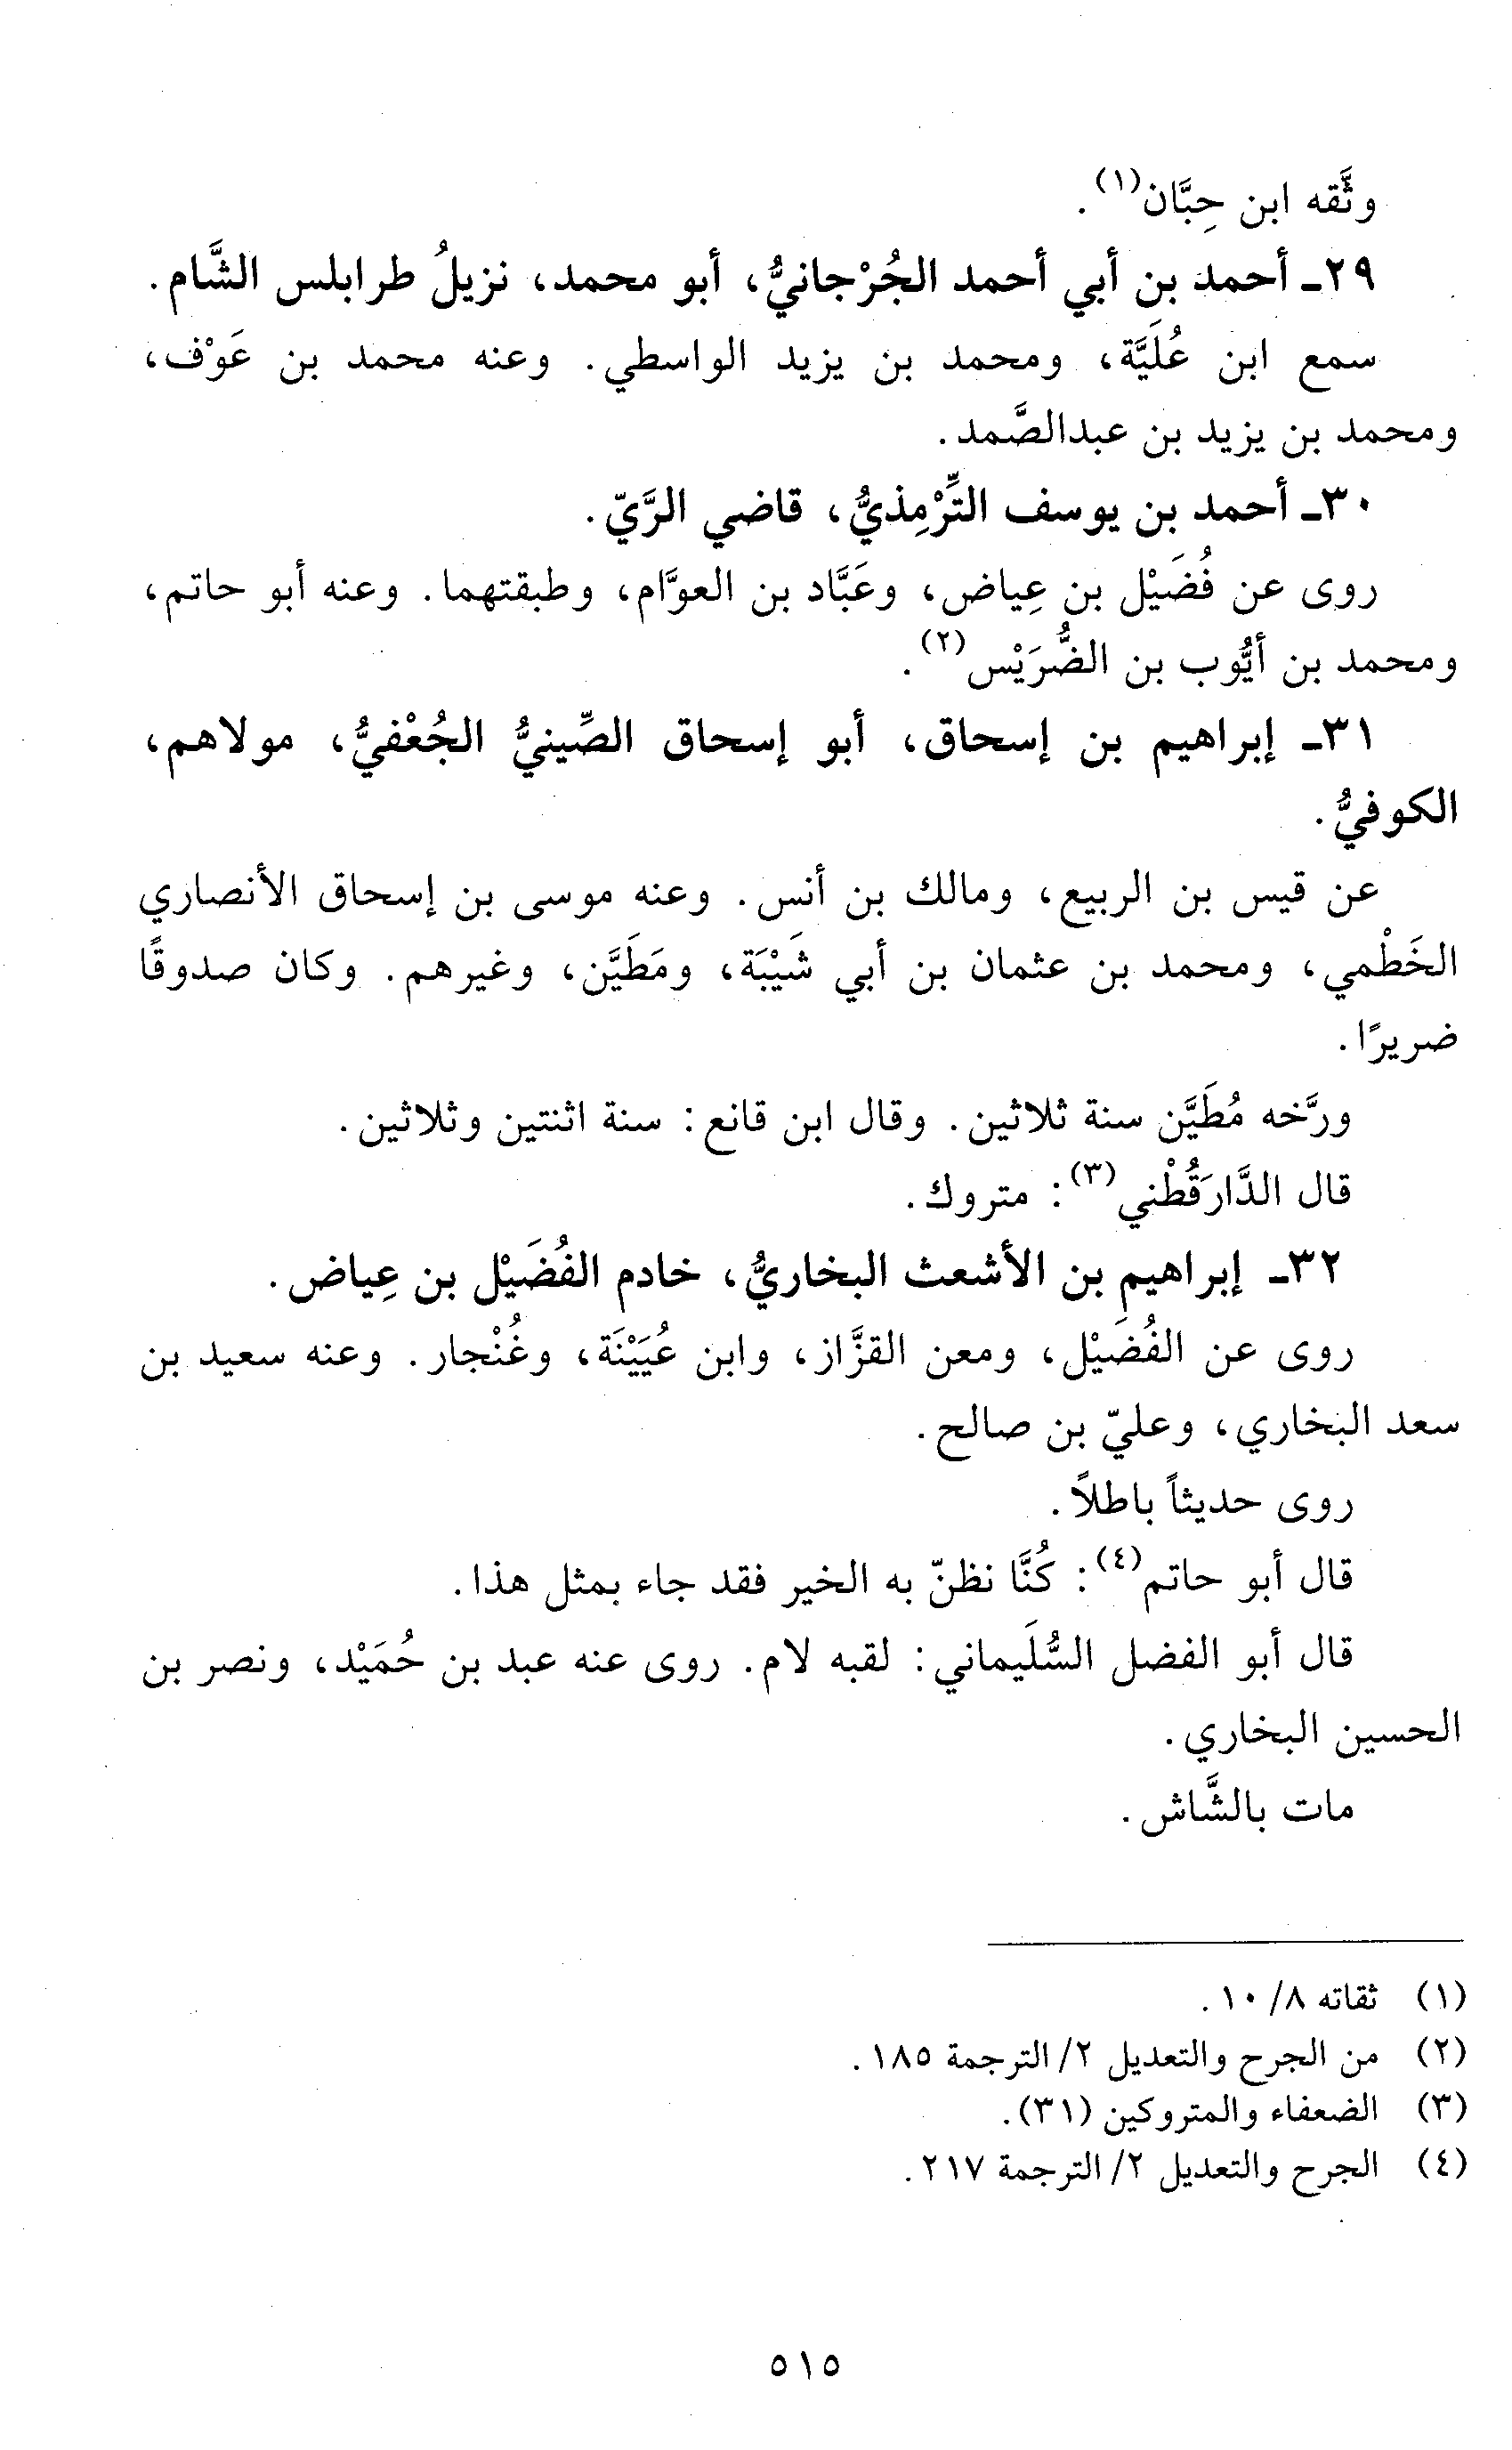 وثَّقه ابن حِبَّان(١).
٢٩ـ أحمد بن أبي أحمد الجُرْجانيُّ، أبو محمد، نزيلُ طرابلس الشَّام.
سمع ابن عُلَيَّة، ومحمد بن يزيد الواسطي. وعنه محمد بن عَوْف،
ومحمد بن يزيد بن عبدالصَّمد.
٣٠ـ أحمد بن يوسف التِّرْمِذيُّ، قاضي الرَّيّ.
روى عن فُضَيْل بن عِياض، وعَبَّاد بن العوَّام، وطبقتهما. وعنه أبو حاتم،
ومحمد بن أيُّوب بن الضُّرَيْس(٢).
٣١ـ إبراهيم بن إسحاق، أبو إسحاق الصِّينيُّ الجُعْفيُّ، مولاهم،
الكوفيُّ.
عن قيس بن الربيع، ومالك بن أنس. وعنه موسى بن إسحاق الأنصاري
الخَطْمي، ومحمد بن عثمان بن أبي شَيْبَة، ومَطَيَّن، وغيرهم. وكان صدوقًا
ضريرًا.
ورَّخه مُطَيَّن سنة ثلاثين. وقال ابن قانع: سنة اثنتين وثلاثين.
قال الدَّارَقُطْني(٣): متروك.
٣٢ـ إبراهيم بن الأشعث البخاريُّ، خادم الفُضَيْل بن عِياض.
روى عن الفُضَيْل، ومعن القزَّاز، وابن عُيَيْنَة، وغُنْجار. وعنه سعيد بن
سعد البخاري، وعليّ بن صالح.
روى حديثاً باطلاً.
قال أبو حاتم(٤): كُنَّا نظنّ به الخير فقد جاء بمثل هذا.
قال أبو الفضل السُّلَيماني: لقبه لام. روى عنه عبد بن حُمَيْد، ونصر بن
الحسين البخاري.
مات بالشَّاش.
(١) ثقاته ٨/ ١٠.
(٢) من الجرح والتعديل ٢/ الترجمة ١٨٥.
(٣) الضعفاء والمتروكين (٣١).
(٤) الجرح والتعديل ٢/ الترجمة ٢١٧.
٥١٥